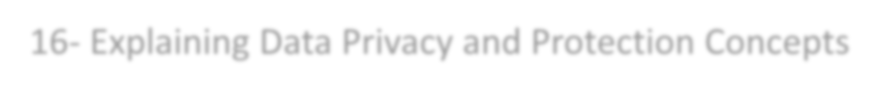 16- Explaining Data Privacy and Protection Concepts